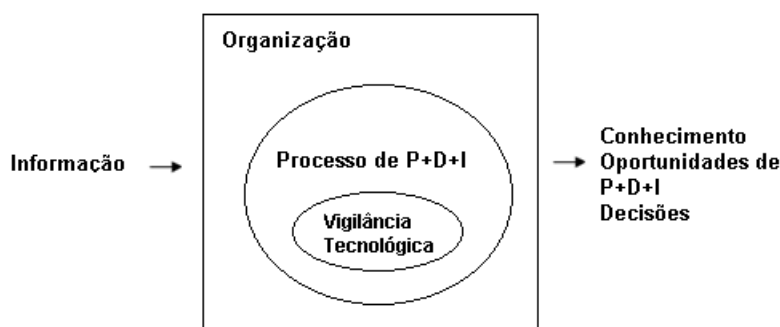 Organização
Informação
Processo de P+D+I
Vigilância
Tecnológica
Conhecimento
Oportunidades de
P+D+I
Decisões